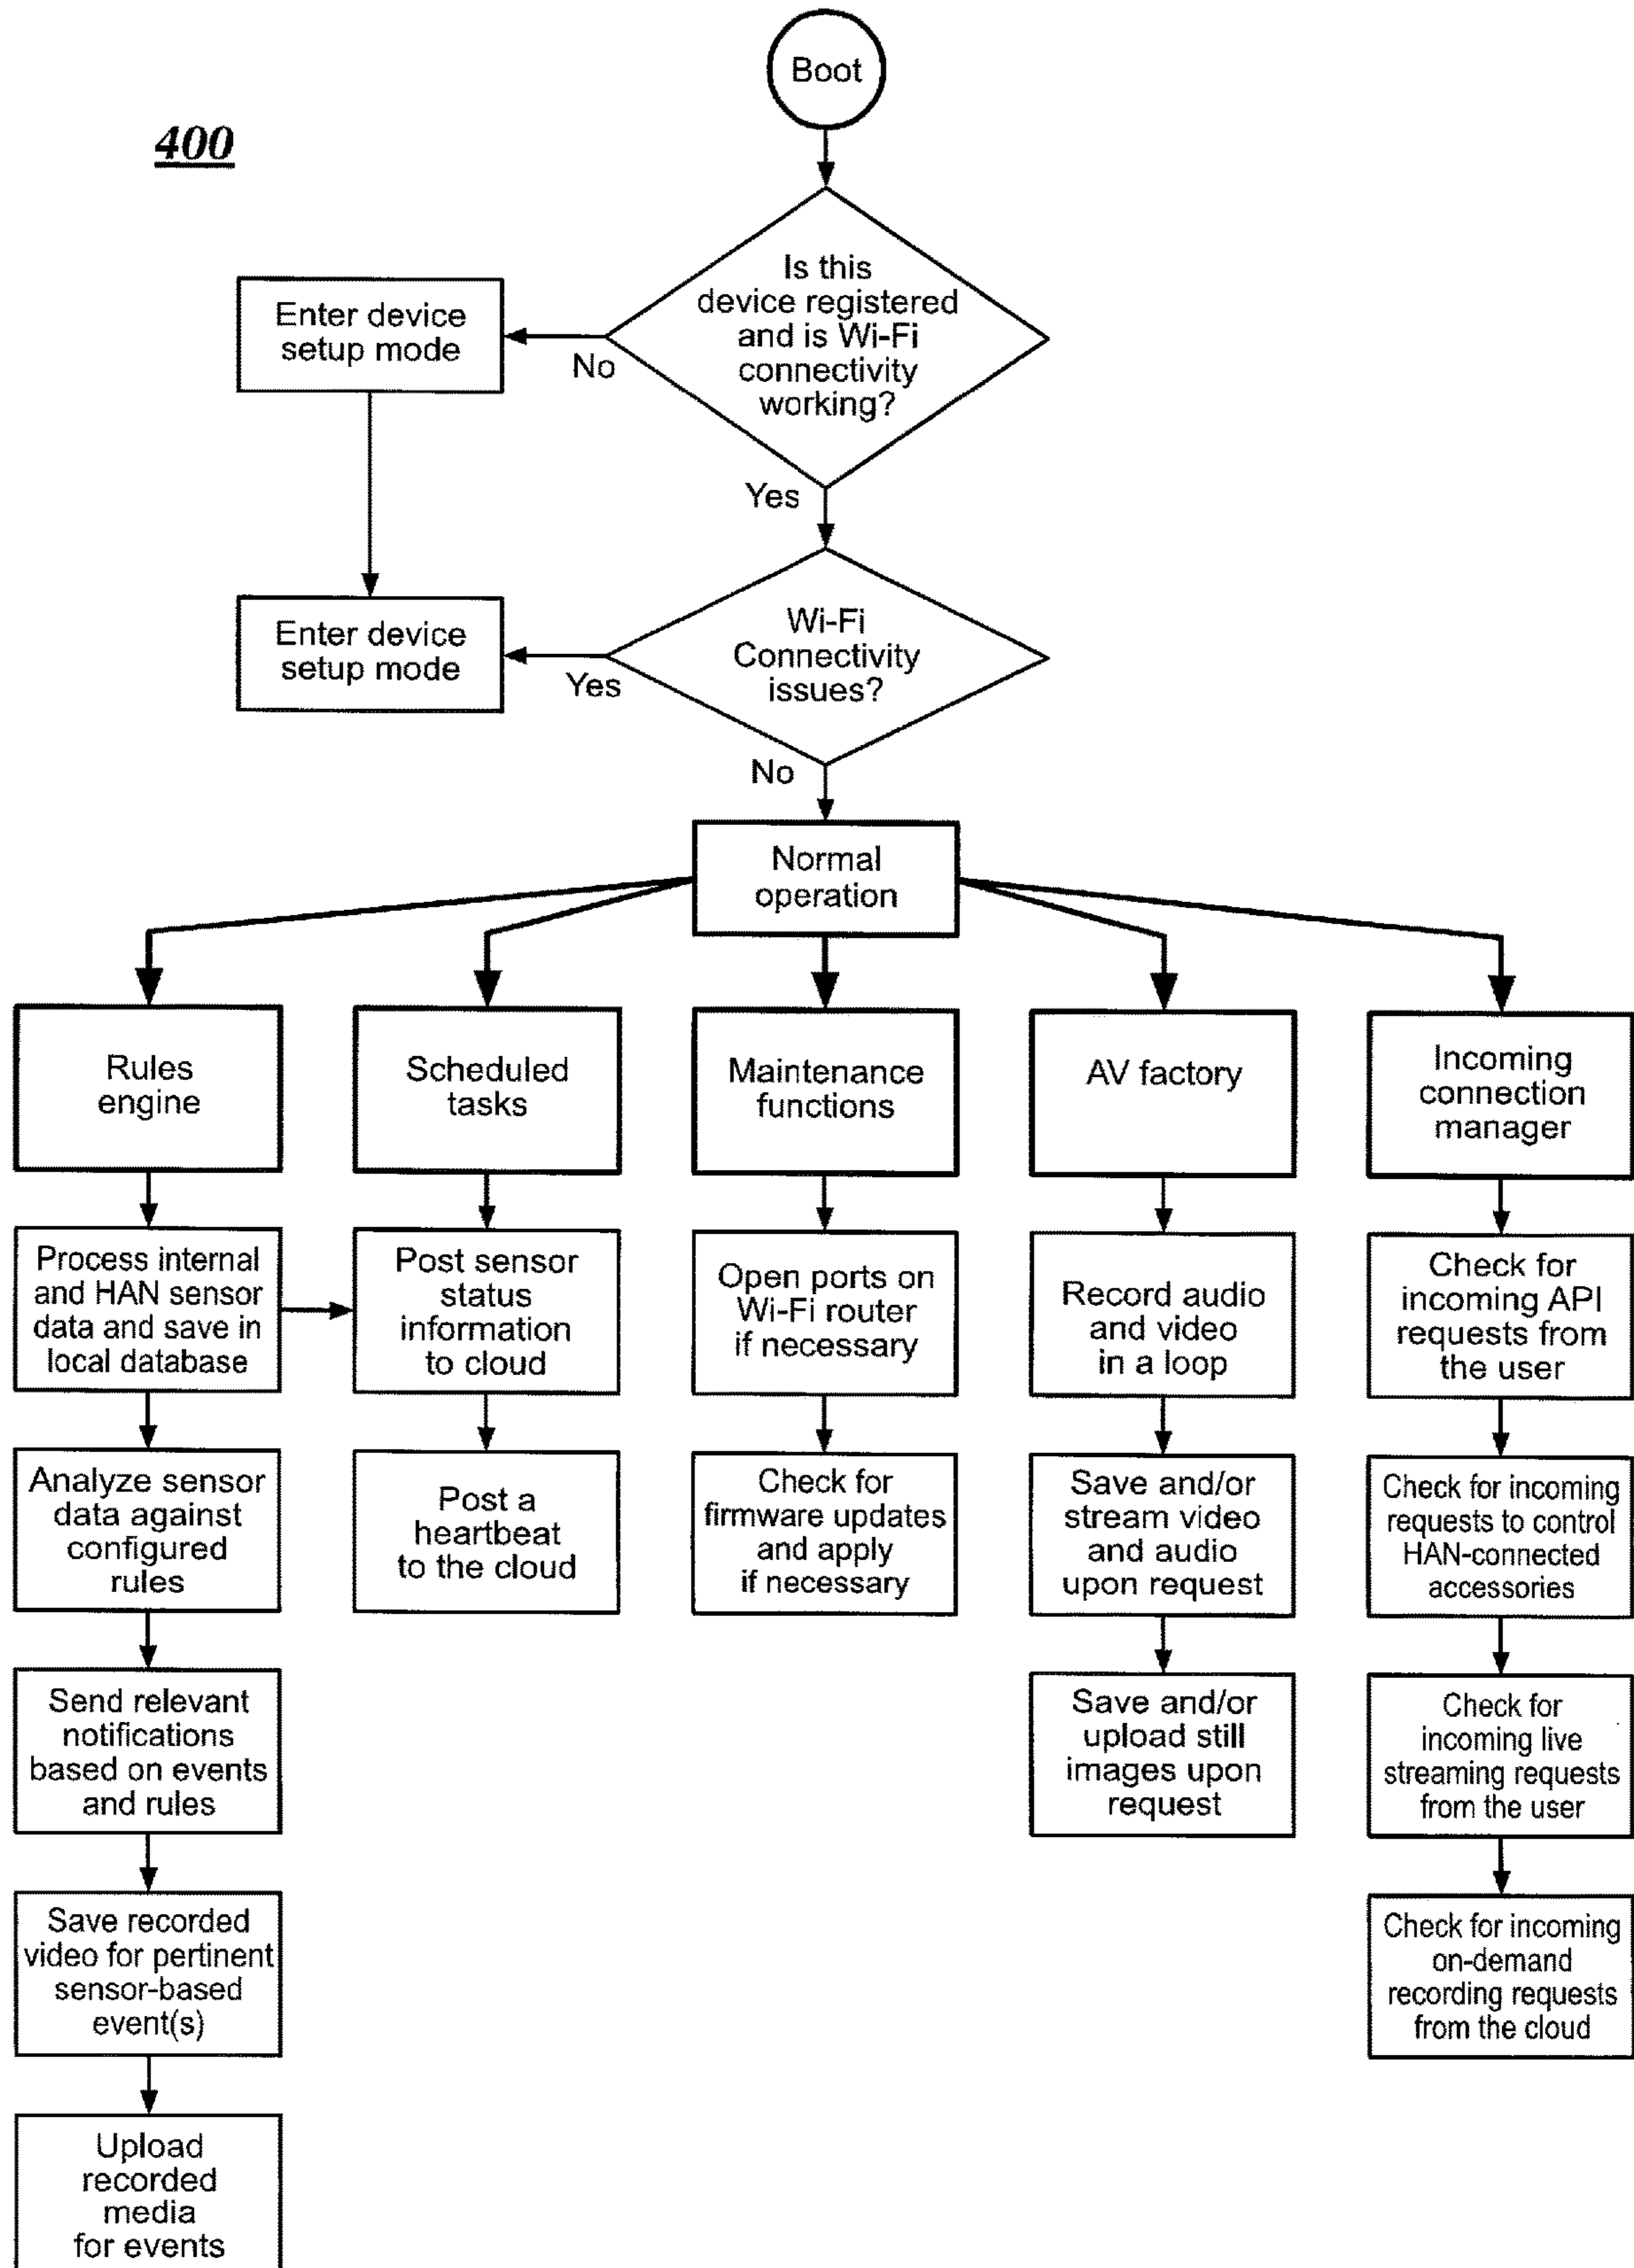 Boot
400
Is this
device registered
and is Wi-Fi
connectivity
working?
Enter device
setup mode
No
Yes
Wi-Fi
Connectivity
issues?
Enter device
setup mode
Yes
No
Normal
operation
Rules
engine
Scheduled
tasks
Maintenance
functions
AV factory
Incoming
connection
manager
Process internal
and HAN sensor
data and save in
local database
Post sensor
status
information
to cloud
Open ports on
Wi-Fi router
if necessary
Record audio
and video
in a loop
Check for
incoming API
requests from
the user
Analyze sensor
data against
configured
rules
Post a
heartbeat
to the cloud
Check for
firmware updates
and apply
if necessary
Save and/or
stream video
and audio
upon request
Check for incoming
requests to control
HAN-connected
accessories
Send relevant
notifications
based on events
and rules
Save and/or
upload still
images upon
request
Check for
incoming live
streaming requests
from the user
Save recorded
video for pertinent
sensor-based
event(s)
Check for incoming
on-demand
recording requests
from the cloud
Upload
recorded
media
for events